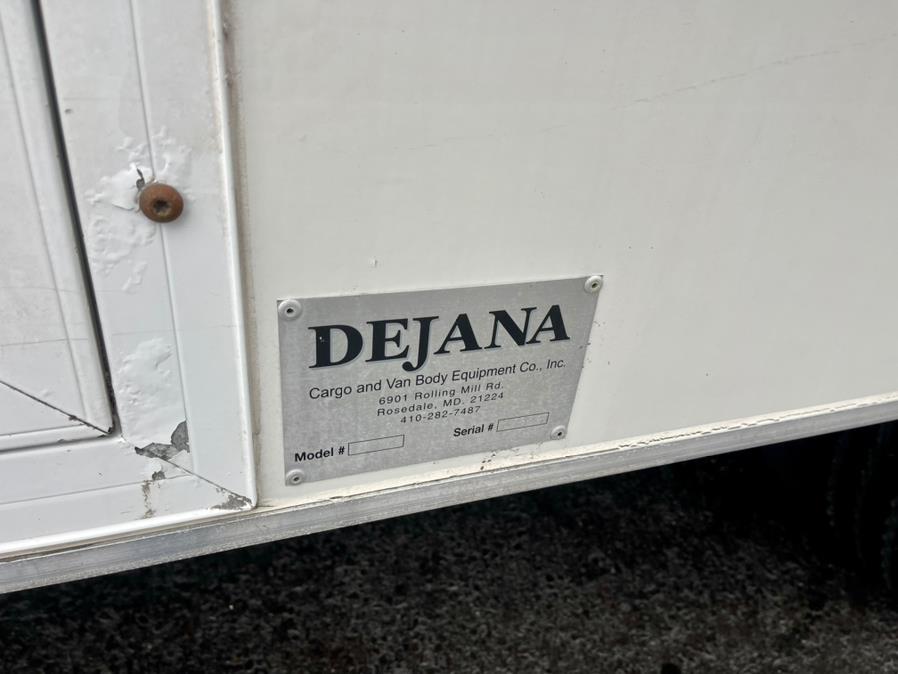 DEJANA
Cargo and Van Body Equipment Co., Inc.
6901 Rolling Mill Rd.
Rosedale, MD. 21224
410-282-7487
Model #
Serial #